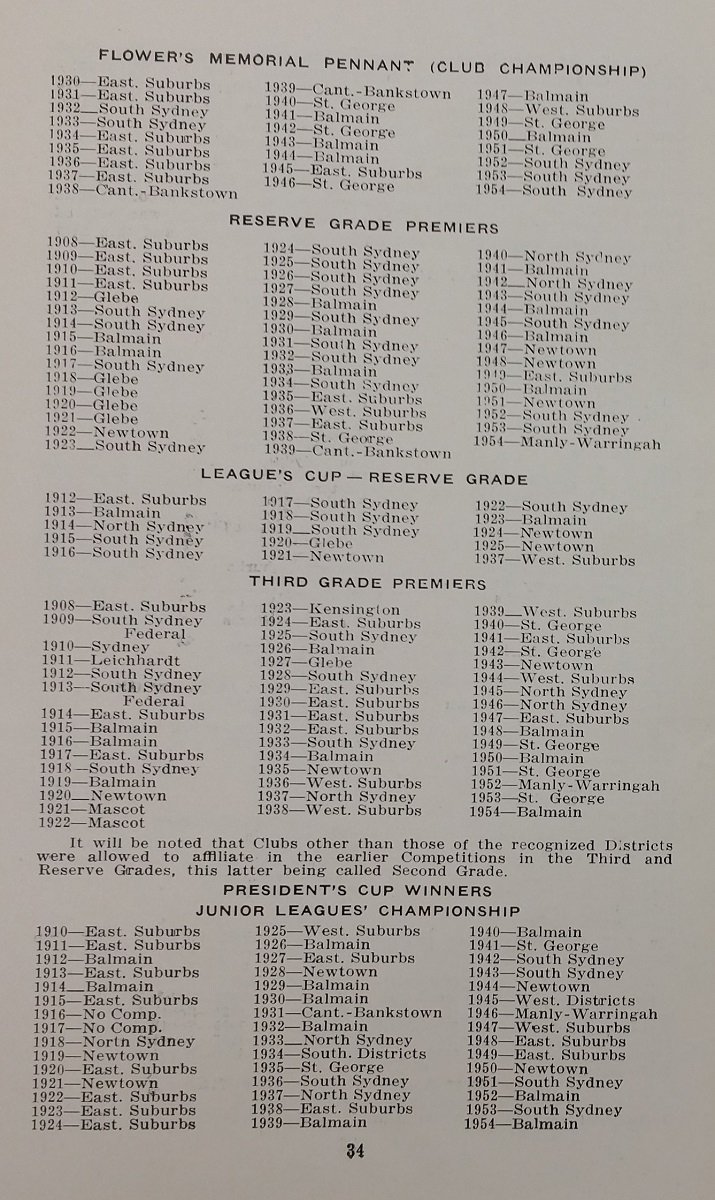 FLOWER'S MEMORIAL PENNANT (CLUB CHAMPIONSHIP)
1930—East. Suburbs
1931—East. Suburbs
1932—South Sydney
1933—South Sydney
1934—East. Suburbs
1935—East. Suburbs
1936—East. Suburbs
1937—East. Suburbs
1938—Cant.-Bankstown
1939—Cant.-Bankstown
1940—St. George
1941—Balmain
1942—St. George
1943—Balmain
1944—Balmain
1945—East. Suburbs
1946—St. George
1947—Balmain
1948—West. Suburbs
1949—St. George
1950—Balmain
1951—St. George
1952—South Sydney
1953—South Sydney
1954—South Sydney
RESERVE GRADE PREMIERS
1908—East. Suburbs
1909—East. Suburbs
1910—East. Suburbs
1911—East. Suburbs
1912—Glebe
1913—South Sydney
1914—South Sydney
1915—Balmain
1916—Balmain
1917—South Sydney
1918—Glebe
1919—Glebe
1920—Glebe
1921—Glebe
1922—Newtown
1923—South Sydney
1924—South Sydney
1925—South Sydney
1926—South Sydney
1927—South Sydney
1928—Balmain
1929—South Sydney
1930—Balmain
1931—South Sydney
1932—South Sydney
1933—Balmain
1934—South Sydney
1935—East. Suburbs
1936—West. Suburbs
1937—East. Suburbs
1938—St. George
1939—Cant.-Bankstown
1940—North Sydney
1941—Balmain
1942—North Sydney
1943—South Sydney
1944—Balmain
1945—South Sydney
1946—Balmain
1947—Newtown
1948—Newtown
1949—East. Suburbs
1950—Balmain
1951—Newtown
1952—South Sydney
1953—South Sydney
1954—Manly-Warringah
LEAGUE'S CUP — RESERVE GRADE
1912—East. Suburbs
1913—Balmain
1914—North Sydney
1915—South Sydney
1916—South Sydney
1917—South Sydney
1918—South Sydney
1919—South Sydney
1920—Glebe
1921—Newtown
1922—South Sydney
1923—Balmain
1924—Newtown
1925—Newtown
1937—West. Suburbs
THIRD GRADE PREMIERS
1908—East. Suburbs
1909—South Sydney
Federal
1910—Sydney
1911—Leichhardt
1912—South Sydney
1913—South Sydney
Federal
1914—East. Suburbs
1915—Balmain
1916—Balmain
1917—East. Suburbs
1918—South Sydney
1919—Balmain
1920—Newtown
1921—Mascot
1922—Mascot
1923—Kensington
1924—East. Suburbs
1925—South Sydney
1926—Balmain
1927—Glebe
1928—South Sydney
1929—East. Suburbs
1930—East. Suburbs
1931—East. Suburbs
1932—East. Suburbs
1933—South Sydney
1934—Balmain
1935—Newtown
1936—West. Suburbs
1937—North Sydney
1938—West. Suburbs
1939—West. Suburbs
1940—St. George
1941—East. Suburbs
1942—St. George
1943—Newtown
1944—West. Suburbs
1945—North Sydney
1946—North Sydney
1947—East. Suburbs
1948—Balmain
1949—St. George
1950—Balmain
1951—St. George
1952—Manly-Warringah
1953—St. George
1954—Balmain
It will be noted that Clubs other than those of the recognized Districts
were allowed to affiliate in the earlier Competitions in the Third and
Reserve Grades, this latter being called Second Grade.
PRESIDENT'S CUP WINNERS
JUNIOR LEAGUES' CHAMPIONSHIP
1910—East. Suburbs
1911—East. Suburbs
1912—Balmain
1913—East. Suburbs
1914—Balmain
1915—East. Suburbs
1916—No Comp.
1917—No Comp.
1918—North Sydney
1919—Newtown
1920—East. Suburbs
1921—Newtown
1922—East. Suburbs
1923—East. Suburbs
1924—East. Suburbs
1925—West. Suburbs
1926—Balmain
1927—East. Suburbs
1928—Newtown
1929—Balmain
1930—Balmain
1931—Cant.-Bankstown
1932—Balmain
1933—North Sydney
1934—South. Districts
1935—St. George
1936—South Sydney
1937—North Sydney
1938—East. Suburbs
1939—Balmain
1940—Balmain
1941—St. George
1942—South Sydney
1943—South Sydney
1944—Newtown
1945—West. Districts
1946—Manly-Warringah
1947—West. Suburbs
1948—East. Suburbs
1949—East. Suburbs
1950—Newtown
1951—South Sydney
1952—Balmain
1953—South Sydney
1954—Balmain
34